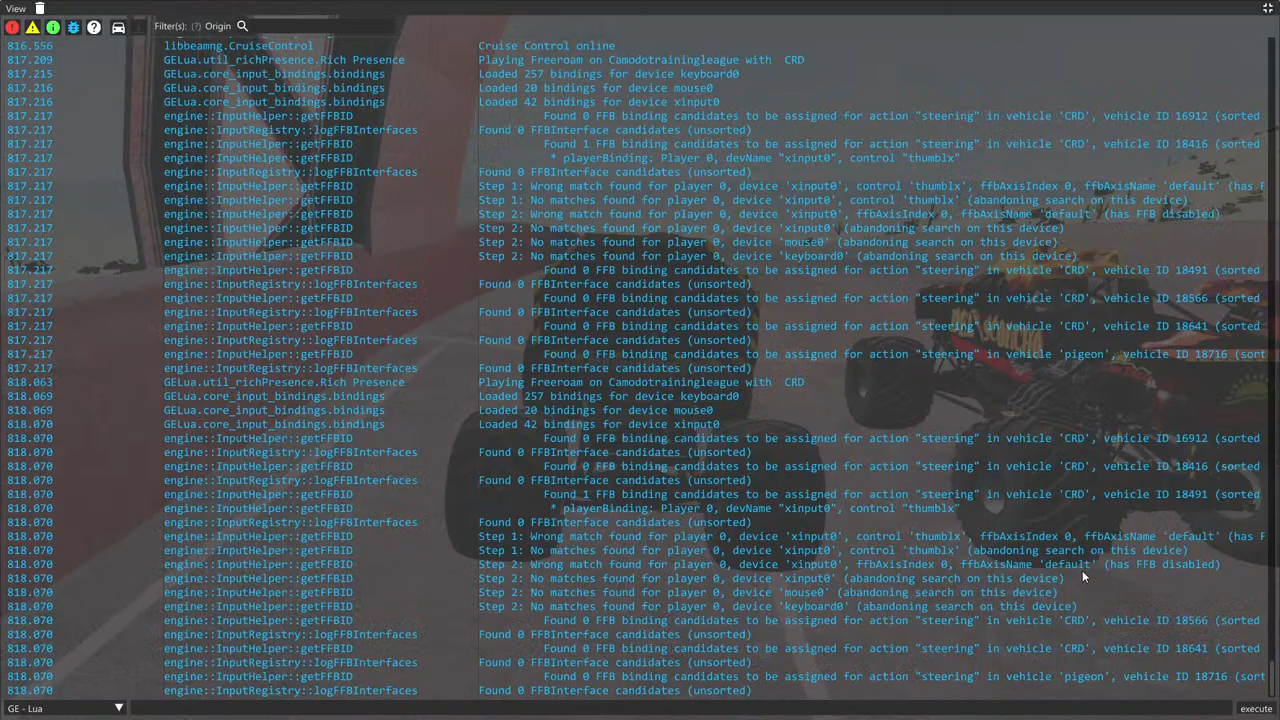 View
Filter(s): (?) Origin
816.556 libbeamng.CruiseControl Cruise Control online
817.209 GELua.util_richPresence.Rich Presence Playing Freeroam on Camodotrainingleague with  CRD
817.215 GELua.core_input_bindings.bindings Loaded 257 bindings for device keyboard0
817.216 GELua.core_input_bindings.bindings Loaded 20 bindings for device mouse0
817.216 GELua.core_input_bindings.bindings Loaded 42 bindings for device xinput0
817.217 engine::InputHelper::getFFBID Found 0 FFB binding candidates to be assigned for action "steering" in vehicle 'CRD', vehicle ID 16912 (sorted
817.217 engine::InputRegistry::logFFBInterfaces Found 0 FFBInterface candidates (unsorted)
817.217 engine::InputHelper::getFFBID Found 1 FFB binding candidates to be assigned for action "steering" in vehicle 'CRD', vehicle ID 18416 (sorted
817.217 engine::InputHelper::getFFBID * playerBinding: Player 0, devName "xinput0", control "thumblx"
817.217 engine::InputRegistry::logFFBInterfaces Found 0 FFBInterface candidates (unsorted)
817.217 engine::InputHelper::getFFBID Step 1: Wrong match found for player 0, device 'xinput0', control 'thumblx', ffbAxisIndex 0, ffbAxisName 'default' (has F
817.217 engine::InputHelper::getFFBID Step 1: No matches found for player 0, device 'xinput0', control 'thumblx' (abandoning search on this device)
817.217 engine::InputHelper::getFFBID Step 2: Wrong match found for player 0, device 'xinput0', ffbAxisIndex 0, ffbAxisName 'default' (has FFB disabled)
817.217 engine::InputHelper::getFFBID Step 2: No matches found for player 0, device 'xinput0' (abandoning search on this device)
817.217 engine::InputHelper::getFFBID Step 2: No matches found for player 0, device 'mouse0' (abandoning search on this device)
817.217 engine::InputHelper::getFFBID Step 2: No matches found for player 0, device 'keyboard0' (abandoning search on this device)
817.217 engine::InputHelper::getFFBID Found 0 FFB binding candidates to be assigned for action "steering" in vehicle 'CRD', vehicle ID 18491 (sorted
817.217 engine::InputRegistry::logFFBInterfaces Found 0 FFBInterface candidates (unsorted)
817.217 engine::InputHelper::getFFBID Found 0 FFB binding candidates to be assigned for action "steering" in vehicle 'CRD', vehicle ID 18566 (sorted
817.217 engine::InputRegistry::logFFBInterfaces Found 0 FFBInterface candidates (unsorted)
817.217 engine::InputHelper::getFFBID Found 0 FFB binding candidates to be assigned for action "steering" in vehicle 'CRD', vehicle ID 18641 (sorted
817.217 engine::InputRegistry::logFFBInterfaces Found 0 FFBInterface candidates (unsorted)
817.217 engine::InputHelper::getFFBID Found 0 FFB binding candidates to be assigned for action "steering" in vehicle 'pigeon', vehicle ID 18716 (sort
817.217 engine::InputRegistry::logFFBInterfaces Found 0 FFBInterface candidates (unsorted)
818.063 GELua.util_richPresence.Rich Presence Playing Freeroam on Camodotrainingleague with  CRD
818.069 GELua.core_input_bindings.bindings Loaded 257 bindings for device keyboard0
818.069 GELua.core_input_bindings.bindings Loaded 20 bindings for device mouse0
818.070 GELua.core_input_bindings.bindings Loaded 42 bindings for device xinput0
818.070 engine::InputHelper::getFFBID Found 0 FFB binding candidates to be assigned for action "steering" in vehicle 'CRD', vehicle ID 16912 (sorted
818.070 engine::InputRegistry::logFFBInterfaces Found 0 FFBInterface candidates (unsorted)
818.070 engine::InputHelper::getFFBID Found 0 FFB binding candidates to be assigned for action "steering" in vehicle 'CRD', vehicle ID 18416 (sorted
818.070 engine::InputRegistry::logFFBInterfaces Found 0 FFBInterface candidates (unsorted)
818.070 engine::InputHelper::getFFBID Found 1 FFB binding candidates to be assigned for action "steering" in vehicle 'CRD', vehicle ID 18491 (sorted
818.070 engine::InputHelper::getFFBID * playerBinding: Player 0, devName "xinput0", control "thumblx"
818.070 engine::InputRegistry::logFFBInterfaces Found 0 FFBInterface candidates (unsorted)
818.070 engine::InputHelper::getFFBID Step 1: Wrong match found for player 0, device 'xinput0', control 'thumblx', ffbAxisIndex 0, ffbAxisName 'default' (has F
818.070 engine::InputHelper::getFFBID Step 1: No matches found for player 0, device 'xinput0', control 'thumblx' (abandoning search on this device)
818.070 engine::InputHelper::getFFBID Step 2: Wrong match found for player 0, device 'xinput0', ffbAxisIndex 0, ffbAxisName 'default' (has FFB disabled)
818.070 engine::InputHelper::getFFBID Step 2: No matches found for player 0, device 'xinput0' (abandoning search on this device)
818.070 engine::InputHelper::getFFBID Step 2: No matches found for player 0, device 'mouse0' (abandoning search on this device)
818.070 engine::InputHelper::getFFBID Step 2: No matches found for player 0, device 'keyboard0' (abandoning search on this device)
818.070 engine::InputHelper::getFFBID Found 0 FFB binding candidates to be assigned for action "steering" in vehicle 'CRD', vehicle ID 18566 (sorted
818.070 engine::InputRegistry::logFFBInterfaces Found 0 FFBInterface candidates (unsorted)
818.070 engine::InputHelper::getFFBID Found 0 FFB binding candidates to be assigned for action "steering" in vehicle 'CRD', vehicle ID 18641 (sorted
818.070 engine::InputRegistry::logFFBInterfaces Found 0 FFBInterface candidates (unsorted)
818.070 engine::InputHelper::getFFBID Found 0 FFB binding candidates to be assigned for action "steering" in vehicle 'pigeon', vehicle ID 18716 (sort
818.070 engine::InputRegistry::logFFBInterfaces Found 0 FFBInterface candidates (unsorted)
GE - Lua
execute